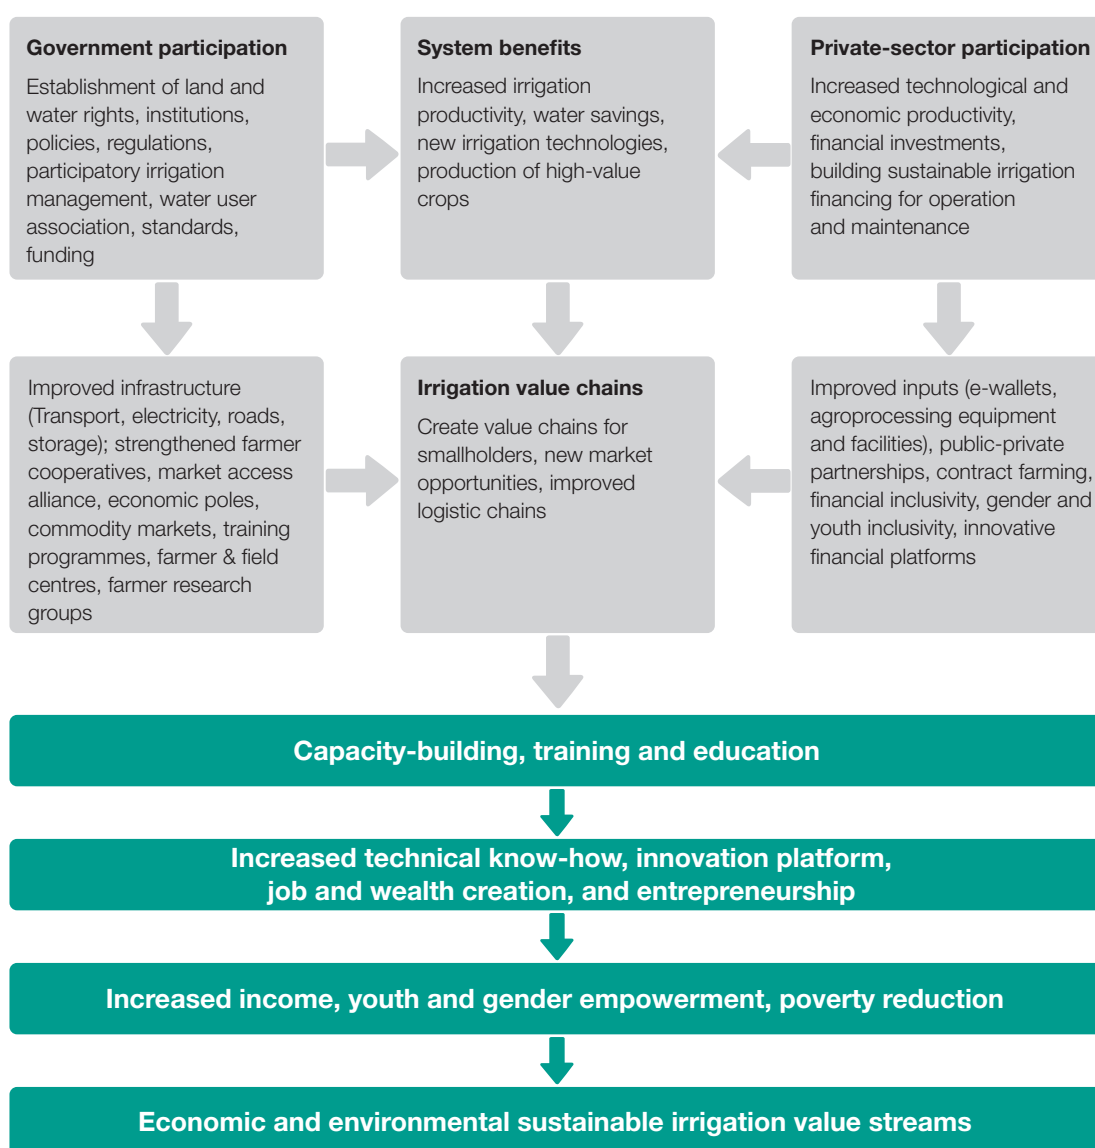 Government participation
Establishment of land and
water rights, institutions,
policies, regulations,
participatory irrigation
management, water user
association, standards,
funding
System benefits
Increased irrigation
productivity, water savings,
new irrigation technologies,
production of high-value
crops
Private-sector participation
Increased technological and
economic productivity,
financial investments,
building sustainable irrigation
financing for operation
and maintenance
Improved infrastructure
(Transport, electricity, roads,
storage); strengthened farmer
cooperatives, market access
alliance, economic poles,
commodity markets, training
programmes, farmer & field
centres, farmer research
groups
Irrigation value chains
Create value chains for
smallholders, new market
opportunities, improved
logistic chains
Improved inputs (e-wallets,
agroprocessing equipment
and facilities), public-private
partnerships, contract farming,
financial inclusivity, gender and
youth inclusivity, innovative
financial platforms
Capacity-building, training and education
Increased technical know-how, innovation platform,
job and wealth creation, and entrepreneurship
Increased income, youth and gender empowerment, poverty reduction
Economic and environmental sustainable irrigation value streams